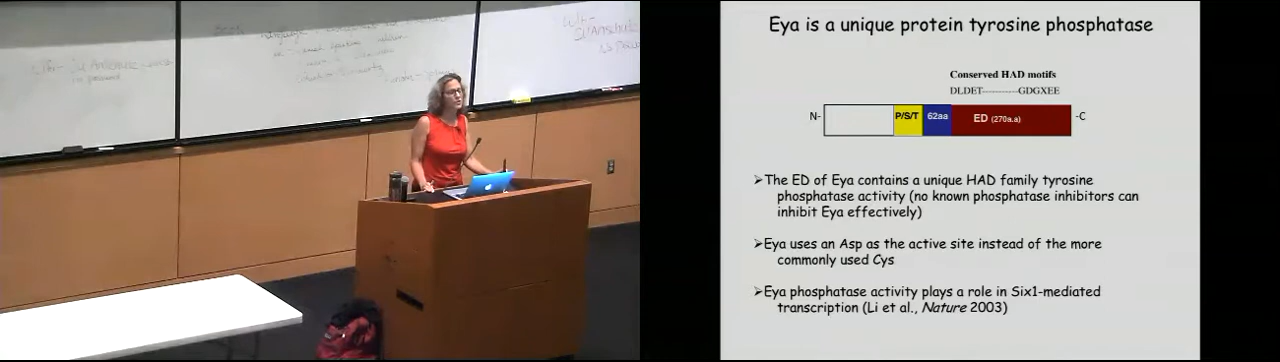 Eya is a unique protein tyrosine phosphatase
Conserved HAD motifs
DLDET-----------GDGXEE
N-
P/S/T
62aa
ED (270a.a)
-C
➢The ED of Eya contains a unique HAD family tyrosine
phosphatase activity (no known phosphatase inhibitors can
inhibit Eya effectively)
➢Eya uses an Asp as the active site instead of the more
commonly used Cys
➢Eya phosphatase activity plays a role in Six1-mediated
transcription (Li et al., Nature 2003)